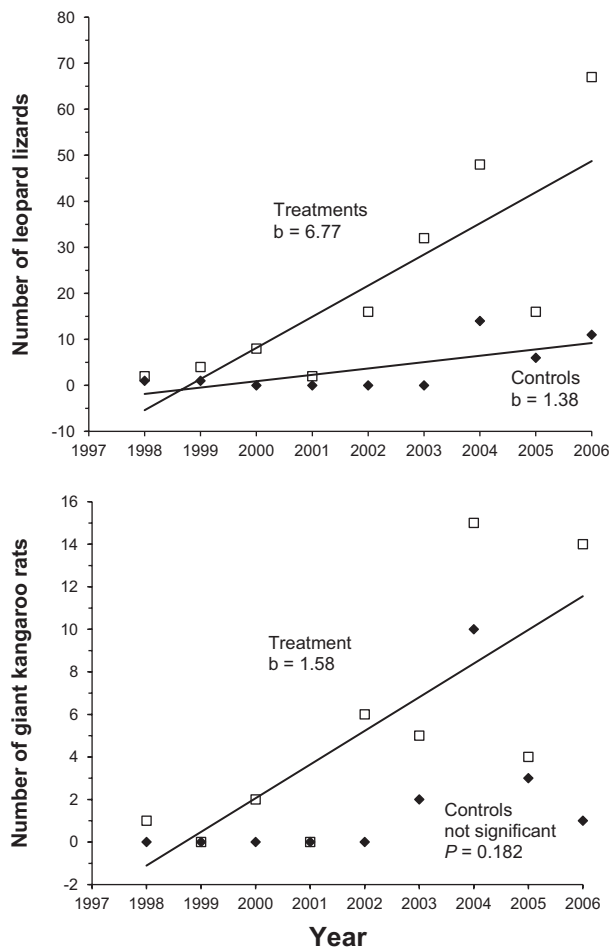 Number of leopard lizards
80
70
60
50
40
30
20
10
0
-10
Treatments
b = 6.77
Controls
b = 1.38
1997 1998 1999 2000 2001 2002 2003 2004 2005 2006
Number of giant kangaroo rats
16
14
12
10
8
6
4
2
0
-2
Treatment
b = 1.58
Controls
not significant
P = 0.182
1997 1998 1999 2000 2001 2002 2003 2004 2005 2006
Year